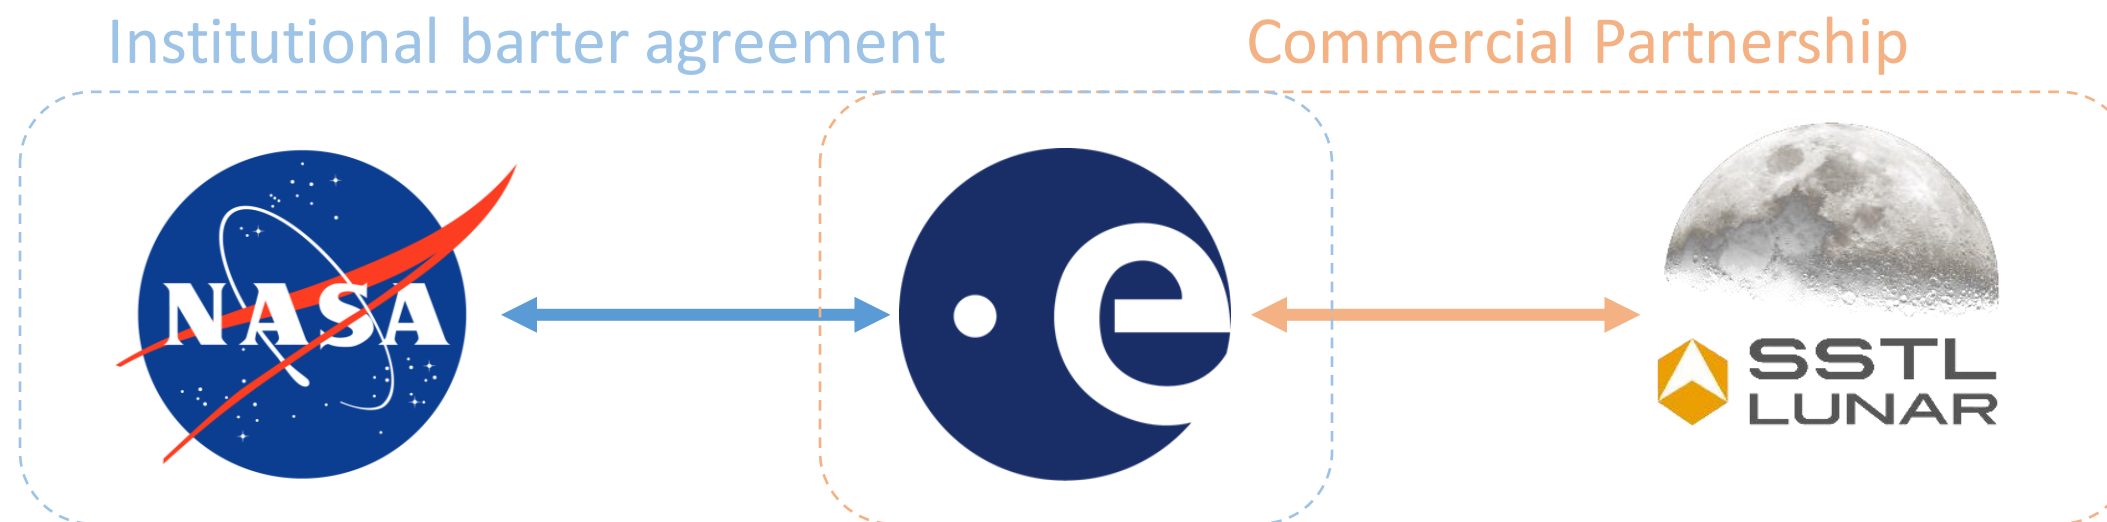 Institutional barter agreement
Commercial Partnership
NASA
e
SSTL
LUNAR